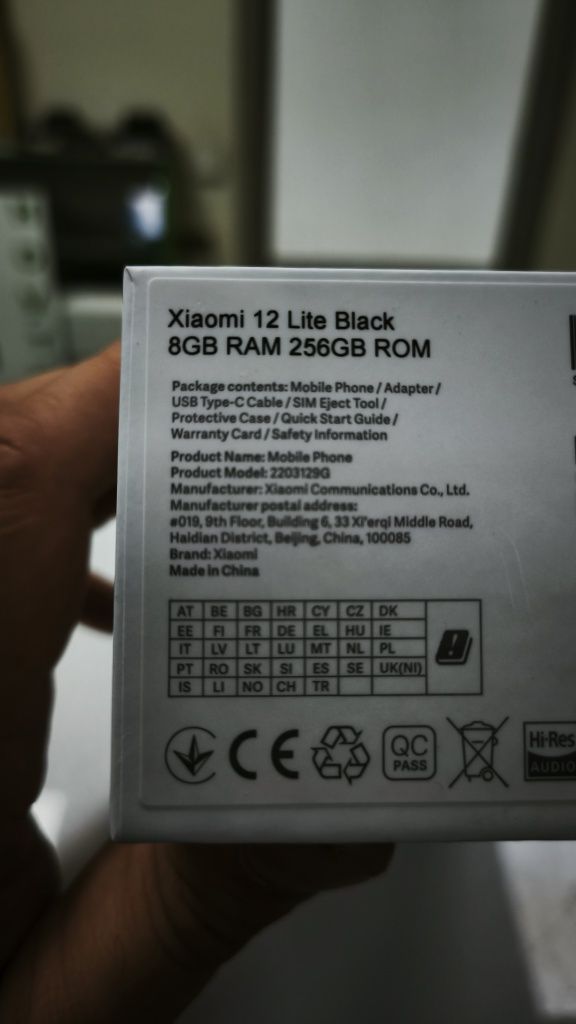 Xiaomi 12 Lite Black
8GB RAM 256GB ROM
Package contents: Mobile Phone / Adapter /
USB Type-C Cable / SIM Eject Tool /
Protective Case / Quick Start Guide /
Warranty Card / Safety Information
Product Name: Mobile Phone
Product Model: 2203129G
Manufacturer: Xiaomi Communications Co., Ltd.
Manufacturer postal address:
#019, 9th Floor, Building 6, 33 Xi'erqi Middle Road,
Haidian District, Beijing, China, 100085
Brand: Xiaomi
Made in China
AT BE BG HR CY CZ DK
EE FI FR DE EL HU IE
IT LV LT LU MT NL PL
PT RO SK SI ES SE UK(NI)
IS LI NO CH TR
CE
QC
PASS
Hi-Res
AUDIO